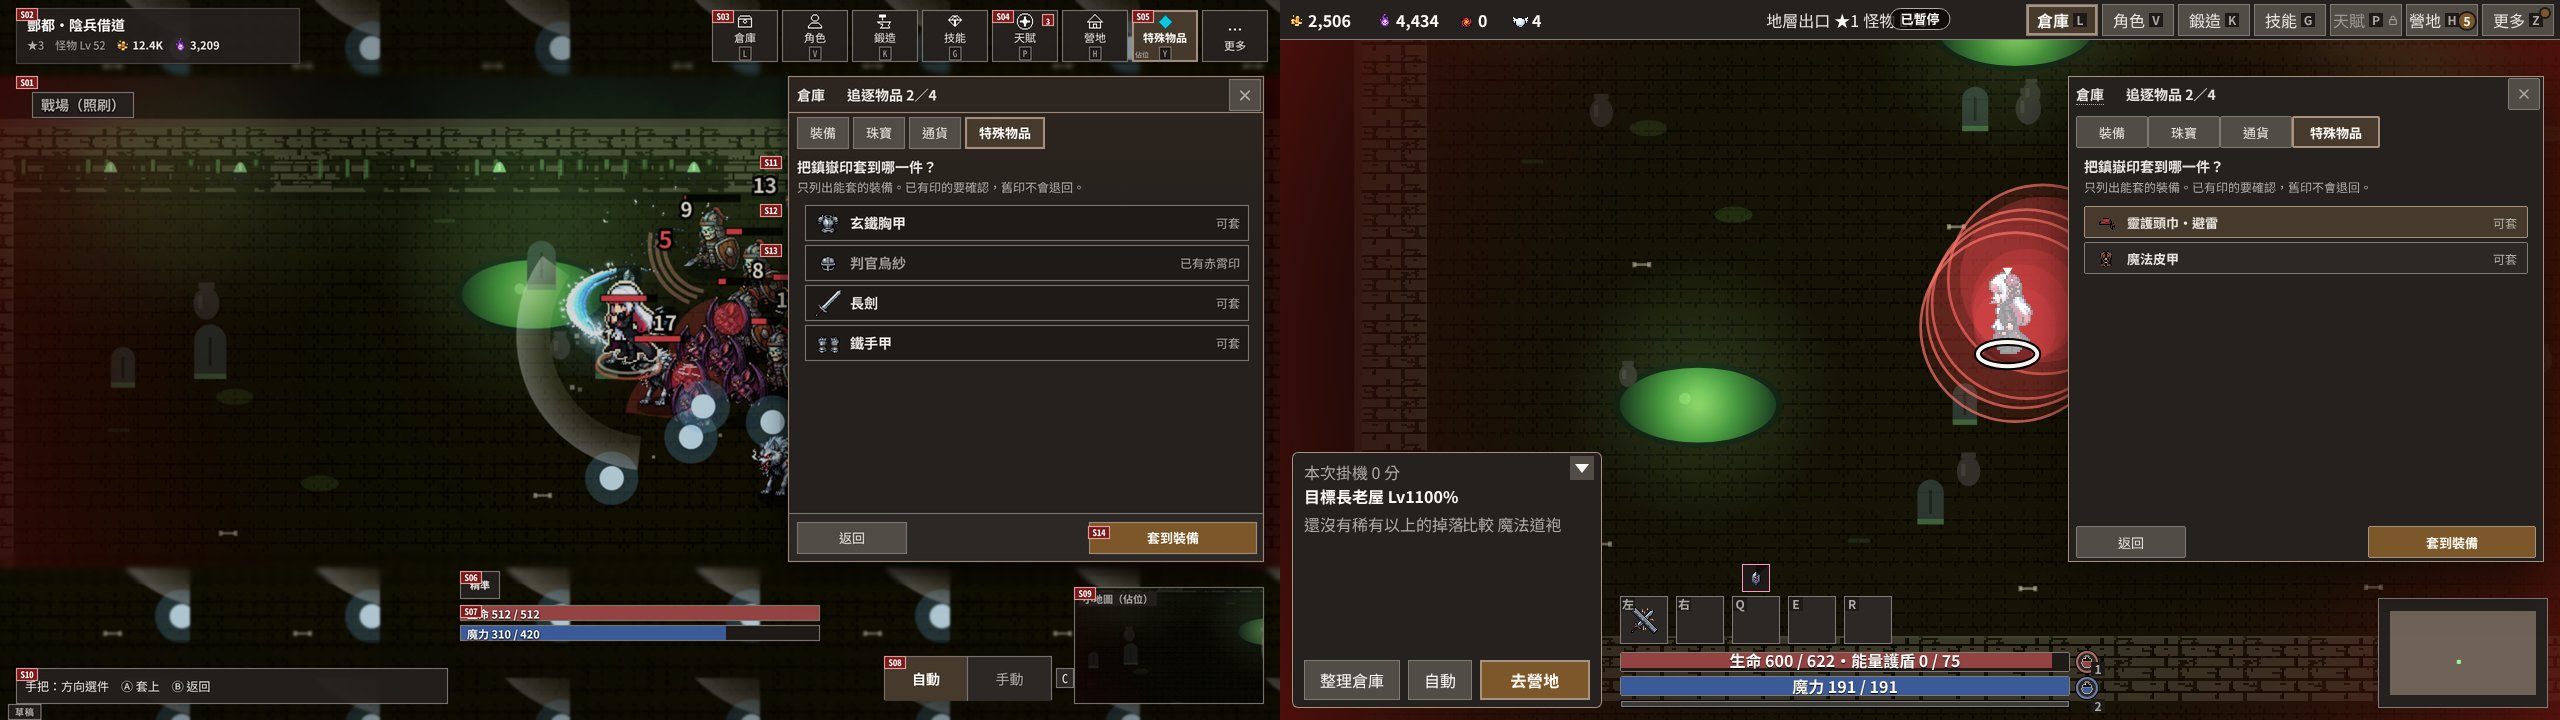 S02
酆都・陰兵借道
★3 怪物 Lv 52 12.4K 3,209
S01
戰場（照刷）
S03
倉庫
L
角色
V
鍛造
K
技能
G
S04
3
天賦
P
營地
H
S05
特殊物品
佔位
Y
...
更多
倉庫 追逐物品 2／4
×
裝備 珠寶 通貨 特殊物品
把鎮嶽印套到哪一件？
只列出能套的裝備。已有印的要確認，舊印不會退回。
玄鐵胸甲 可套
判官烏紗 已有赤霄印
長劍 可套
鐵手甲 可套
返回
S14
套到裝備
S11
13
S12
9
5
S13
8
17
S06
精準
S07
命 512 / 512
魔力 310 / 420
S08
自動 手動 C
S09
小地圖（佔位）
S10
手把：方向選件 Ⓐ 套上 Ⓑ 返回
草稿
2,506 4,434 0 4
地層出口 ★1 怪物
已暫停
倉庫 L
角色 V
鍛造 K
技能 G
天賦 P
營地 H 5
更多 Z
倉庫 追逐物品 2／4
×
裝備 珠寶 通貨 特殊物品
把鎮嶽印套到哪一件？
只列出能套的裝備。已有印的要確認，舊印不會退回。
靈護頭巾・避雷 可套
魔法皮甲 可套
返回 套到裝備
本次掛機 0 分
目標長老屋 Lv1100%
還沒有稀有以上的掉落比較 魔法道袍
整理倉庫 自動 去營地
左 右 Q E R
生命 600 / 622・能量護盾 0 / 75
1
魔力 191 / 191
2